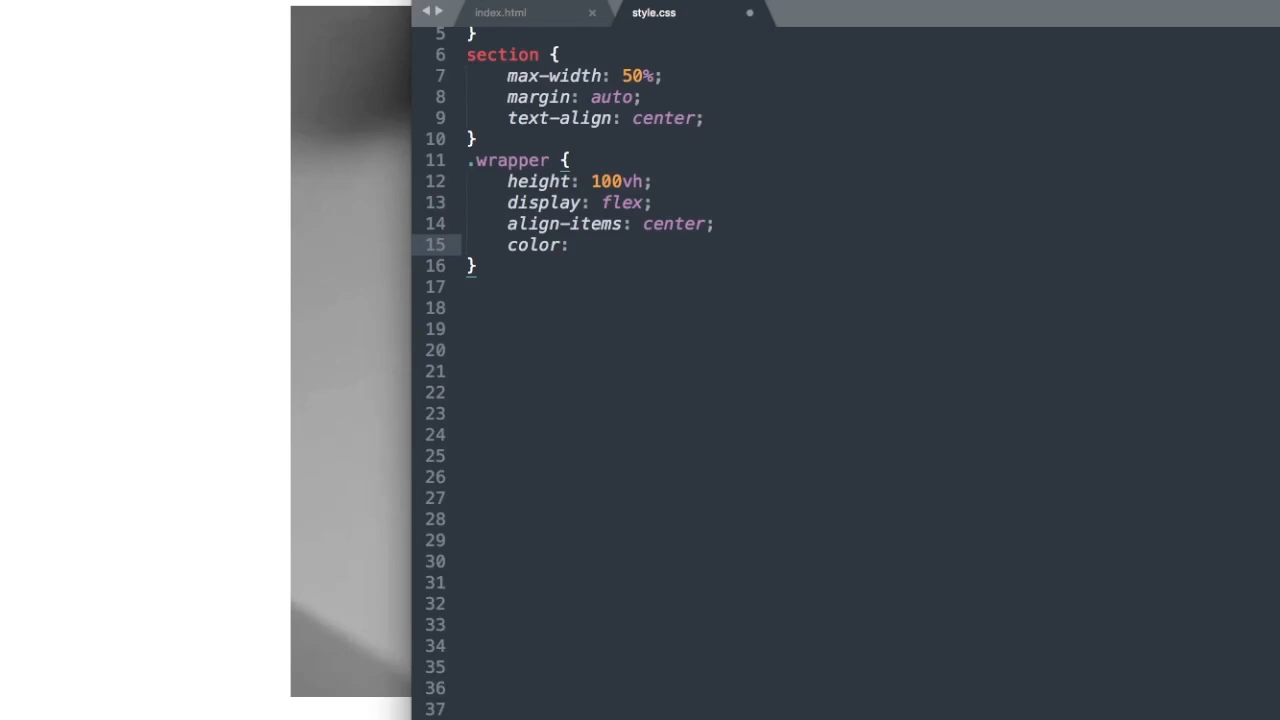 index.html × style.css
5 }
6 section {
7 max-width: 50%;
8 margin: auto;
9 text-align: center;
10 }
11 .wrapper {
12 height: 100vh;
13 display: flex;
14 align-items: center;
15 color:
16 }
17
18
19
20
21
22
23
24
25
26
27
28
29
30
31
32
33
34
35
36
37